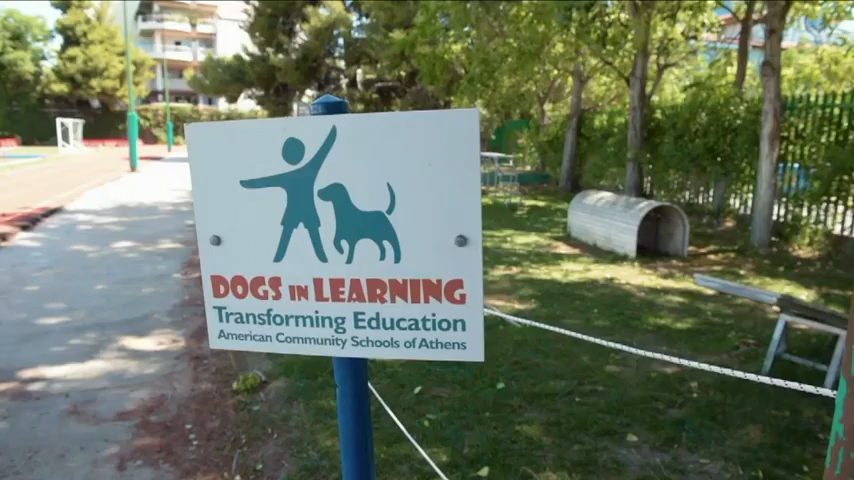 DOGS IN LEARNING
Transforming Education
American Community Schools of Athens